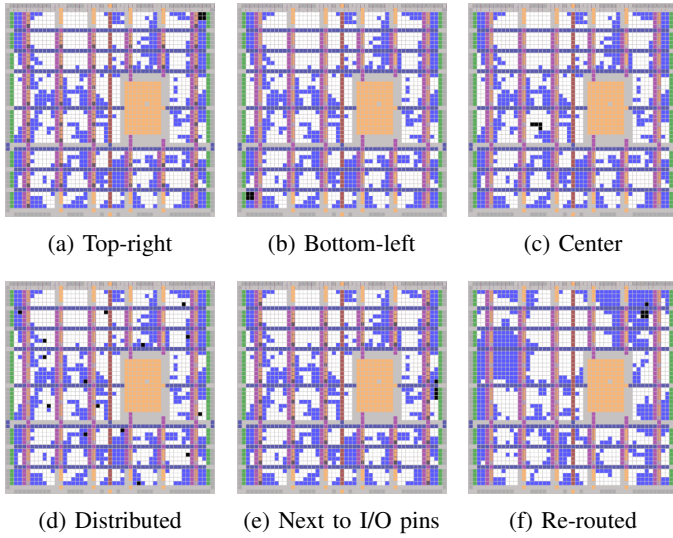 (a) Top-right
(b) Bottom-left
(c) Center
(d) Distributed
(e) Next to I/O pins
(f) Re-routed